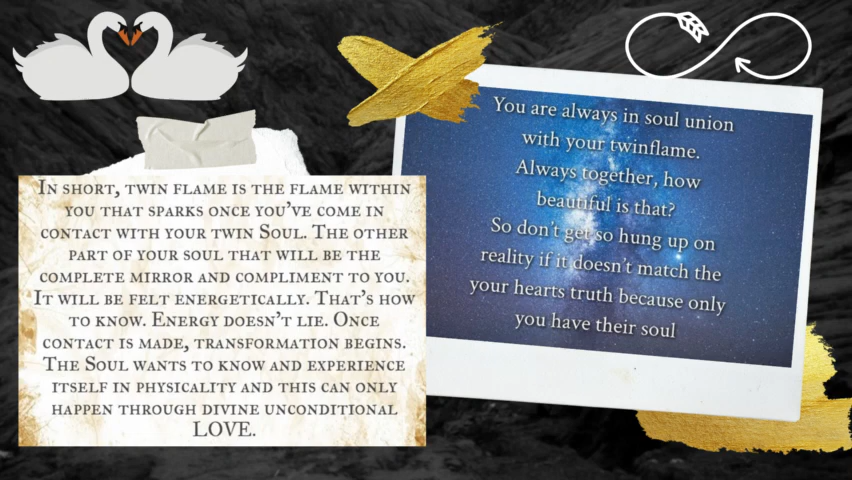 In short, twin flame is the flame within
you that sparks once you've come in
contact with your twin Soul. The other
part of your soul that will be the
complete mirror and compliment to you.
It will be felt energetically. That's how
to know. Energy doesn't lie. Once
contact is made, transformation begins.
The Soul wants to know and experience
itself in physicality and this can only
happen through divine unconditional
LOVE.
You are always in soul union
with your twinflame.
Always together, how
beautiful is that?
So don't get so hung up on
reality if it doesn't match the
your hearts truth because only
you have their soul